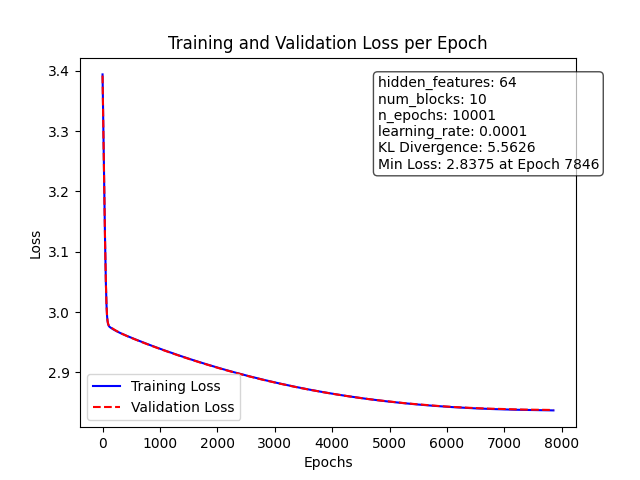 Training and Validation Loss per Epoch
3.4
3.3
3.2
3.1
3.0
2.9
Loss
hidden_features: 64
num_blocks: 10
n_epochs: 10001
learning_rate: 0.0001
KL Divergence: 5.5626
Min Loss: 2.8375 at Epoch 7846
Training Loss
Validation Loss
0 1000 2000 3000 4000 5000 6000 7000 8000
Epochs